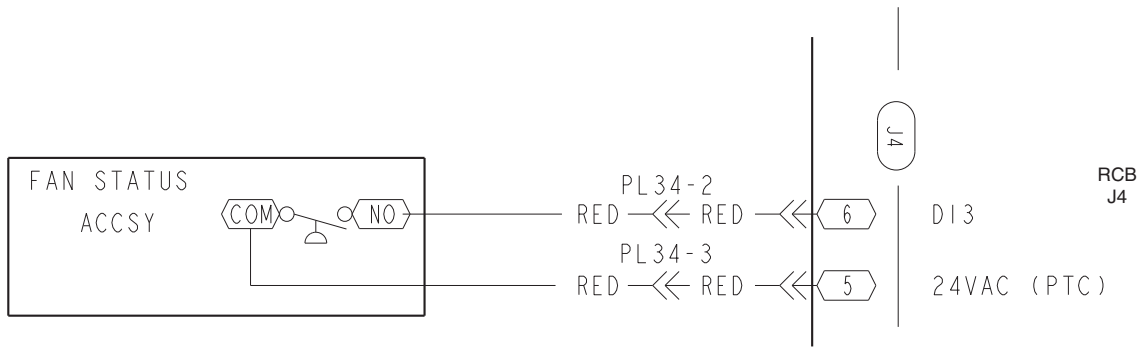 J4
RCB
J4
FAN STATUS
ACCSY
COM
NO
PL34-2
RED
RED
6
DI3
PL34-3
RED
RED
5
24VAC (PTC)